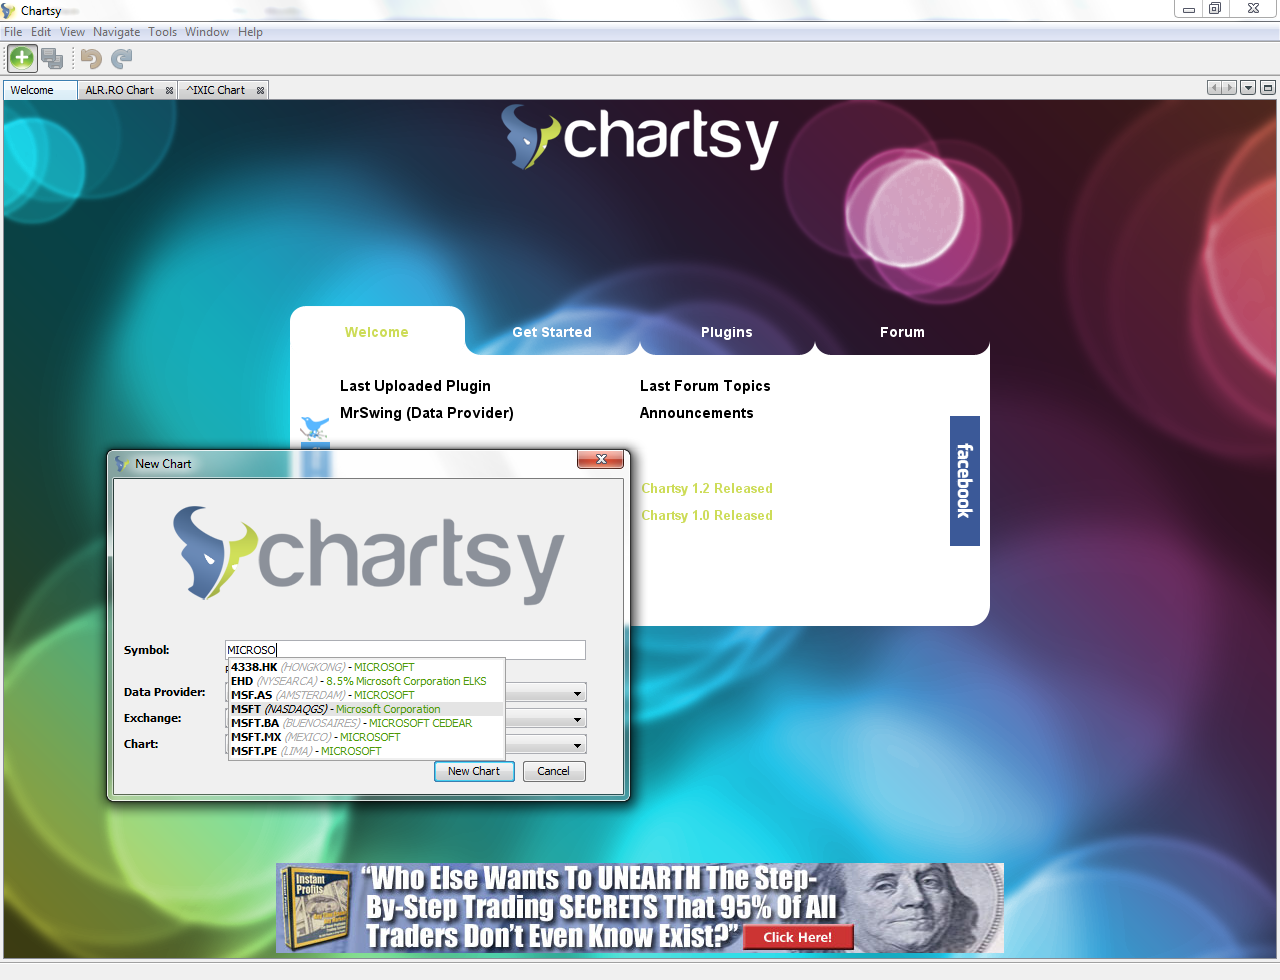 Chartsy
File Edit View Navigate Tools Window Help
Welcome ALR.RO Chart ^IXIC Chart
chartsy
Welcome Get Started Plugins Forum
Last Uploaded Plugin Last Forum Topics
MrSwing (Data Provider) Announcements
facebook
Chartsy 1.2 Released
Chartsy 1.0 Released
New Chart
chartsy
Symbol: MICROSO
4338.HK (HONGKONG) - MICROSOFT
EHD (NYSEARCA) - 8.5% Microsoft Corporation ELKS
MSF.AS (AMSTERDAM) - MICROSOFT
MSFT (NASDAQGS) - Microsoft Corporation
MSFT.BA (BUENOSAIRES) - MICROSOFT CEDEAR
MSFT.MX (MEXICO) - MICROSOFT
MSFT.PE (LIMA) - MICROSOFT
Data Provider:
Exchange:
Chart:
New Chart Cancel
Instant
Profits
“Who Else Wants To UNEARTH The Step-
By-Step Trading SECRETS That 95% Of All
Traders Don’t Even Know Exist?”
Click Here!